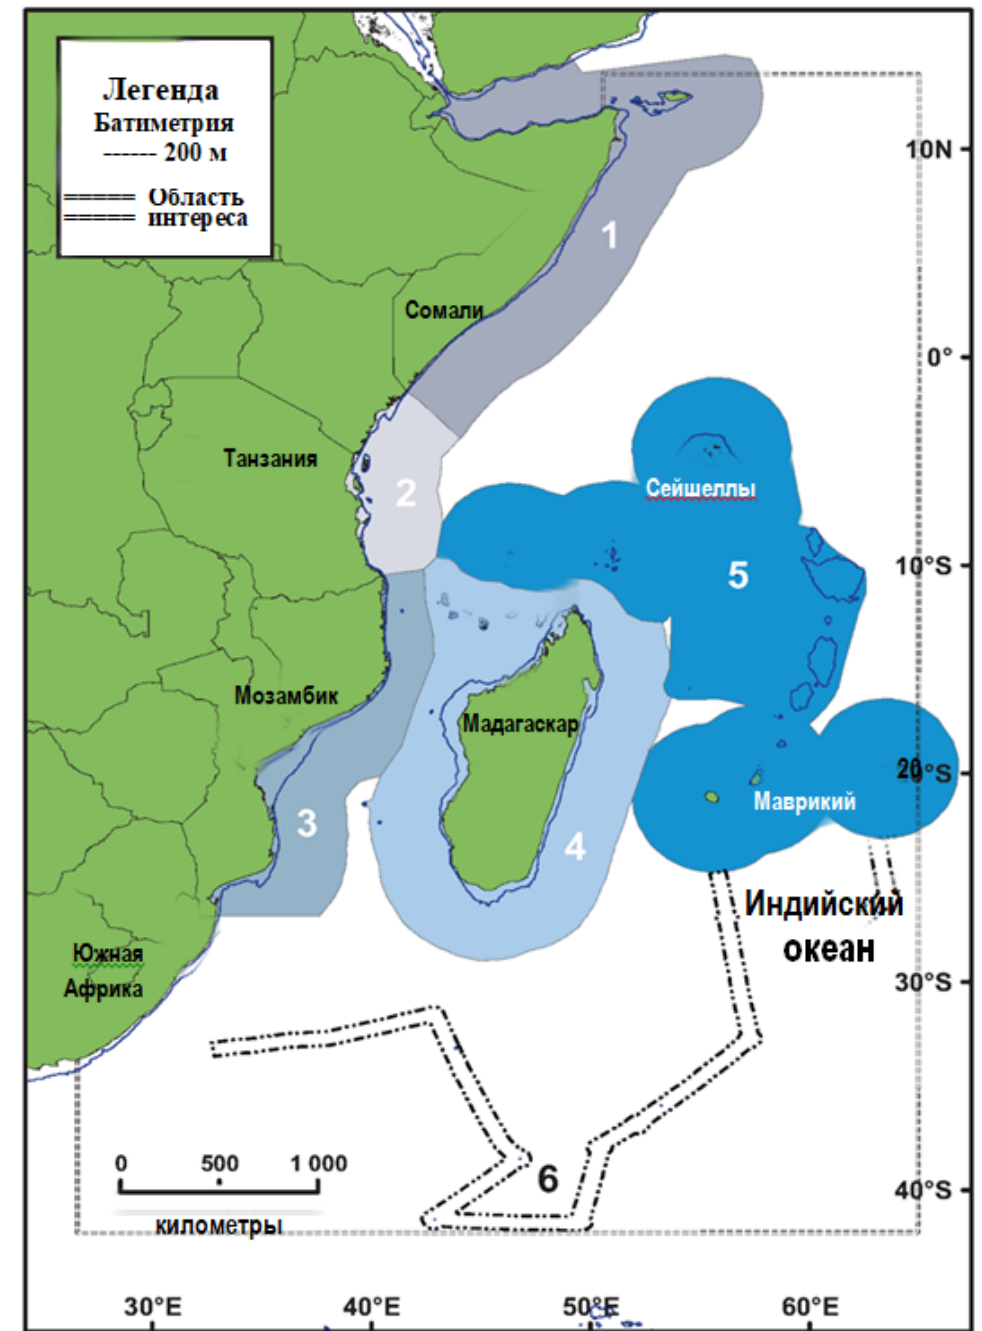 Легенда
Батиметрия
------ 200 м
===== Область
===== интереса
10N
1
Сомали
0°
Танзания
2
Сейшеллы
10°S
5
Мозамбик
Мадагаскар
20°S
Маврикий
3
4
Индийский
океан
Южная
Африка
30°S
0 500 1 000
километры
6
40°S
30°E 40°E 50°E 60°E